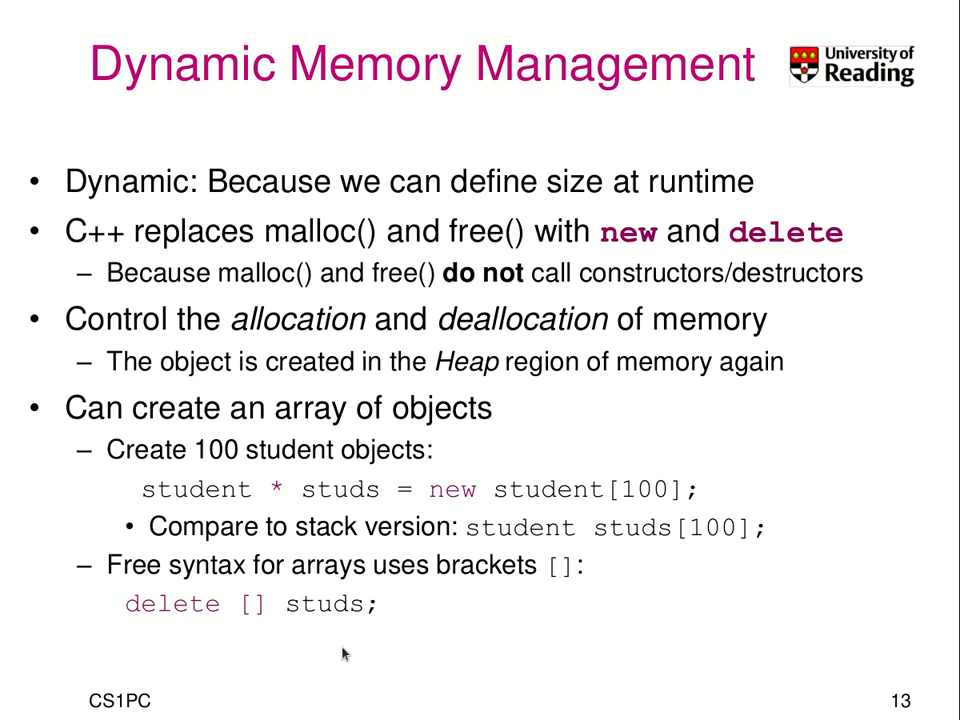 Dynamic Memory Management
University of
Reading
• Dynamic: Because we can define size at runtime
• C++ replaces malloc() and free() with new and delete
– Because malloc() and free() do not call constructors/destructors
• Control the allocation and deallocation of memory
– The object is created in the Heap region of memory again
• Can create an array of objects
– Create 100 student objects:
student * studs = new student[100];
• Compare to stack version: student studs[100];
– Free syntax for arrays uses brackets []:
delete [] studs;
CS1PC
13